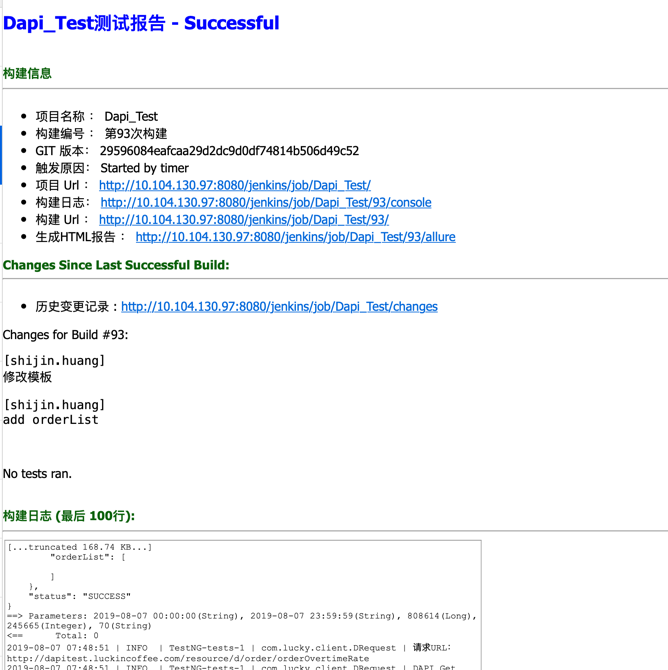 Dapi_Test测试报告 - Successful
构建信息
• 项目名称： Dapi_Test
• 构建编号： 第93次构建
• GIT 版本： 29596084eafcaa29d2dc9d0df74814b506d49c52
• 触发原因： Started by timer
• 项目 Url： http://10.104.130.97:8080/jenkins/job/Dapi_Test/
• 构建日志： http://10.104.130.97:8080/jenkins/job/Dapi_Test/93/console
• 构建 Url： http://10.104.130.97:8080/jenkins/job/Dapi_Test/93/
• 生成HTML报告： http://10.104.130.97:8080/jenkins/job/Dapi_Test/93/allure
Changes Since Last Successful Build:
• 历史变更记录 : http://10.104.130.97:8080/jenkins/job/Dapi_Test/changes
Changes for Build #93:
[shijin.huang]
修改模板
[shijin.huang]
add orderList
No tests ran.
构建日志 (最后 100行):
[...truncated 168.74 KB...]
"orderList": [
]
},
"status": "SUCCESS"
}
==> Parameters: 2019-08-07 00:00:00(String), 2019-08-07 23:59:59(String), 808614(Long),
245665(Integer), 70(String)
<== Total: 0
2019-08-07 07:48:51 | INFO | TestNG-tests-1 | com.lucky.client.DRequest | 请求URL:
http://dapitest.luckincoffee.com/resource/d/order/orderOvertimeRate
2019-08-07 07:48:51 | INFO | TestNG-tests-1 | com.lucky.client.DRequest | DAPI Get